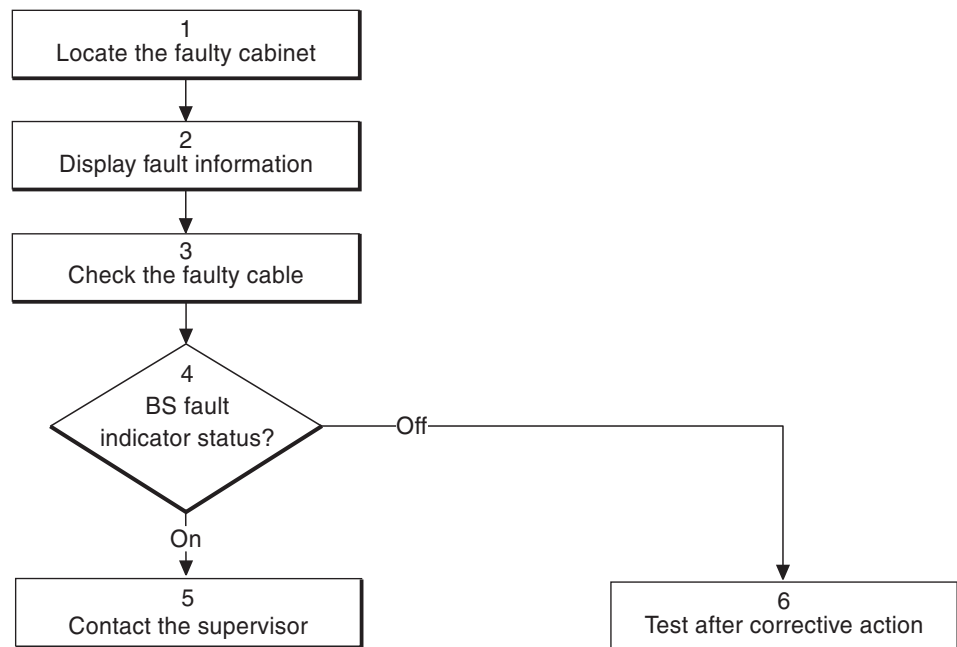 1
Locate the faulty cabinet
2
Display fault information
3
Check the faulty cable
4
BS fault
indicator status?
Off
On
5
Contact the supervisor
6
Test after corrective action